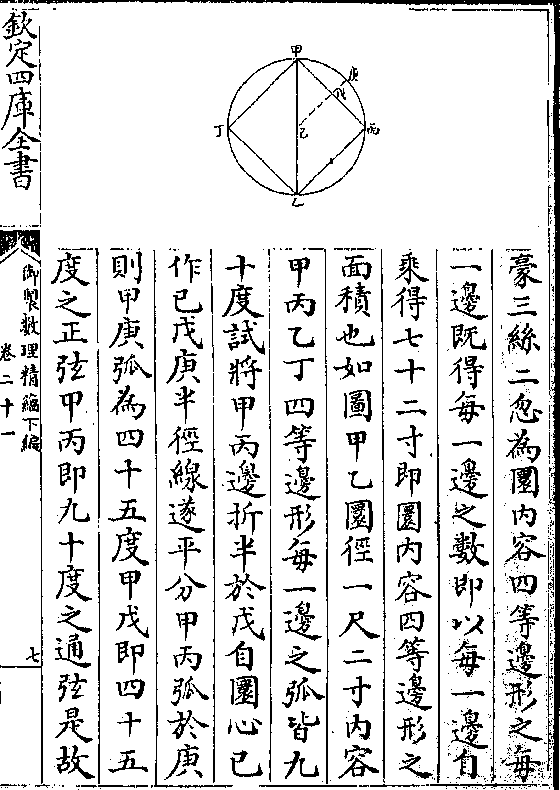 欽定四庫全書
御製數理精蘊下編
卷二十一
七
甲
庚
戊
丁
乙
丙
乙
豪三絲二忽為圜内容四等邊形之每
一邊既得每一邊之數即以每一邊自
乘得七十二寸即圜内容四等邊形之
面積也如圖甲乙圜徑一尺二寸内容
甲丙乙丁四等邊形每一邊之弧皆九
十度試將甲丙邊折半於戊自圜心己
作己戊庚半徑線遂平分甲丙弧於庚
則甲庚弧為四十五度甲戊即四十五
度之正弦甲丙即九十度之通弦是故